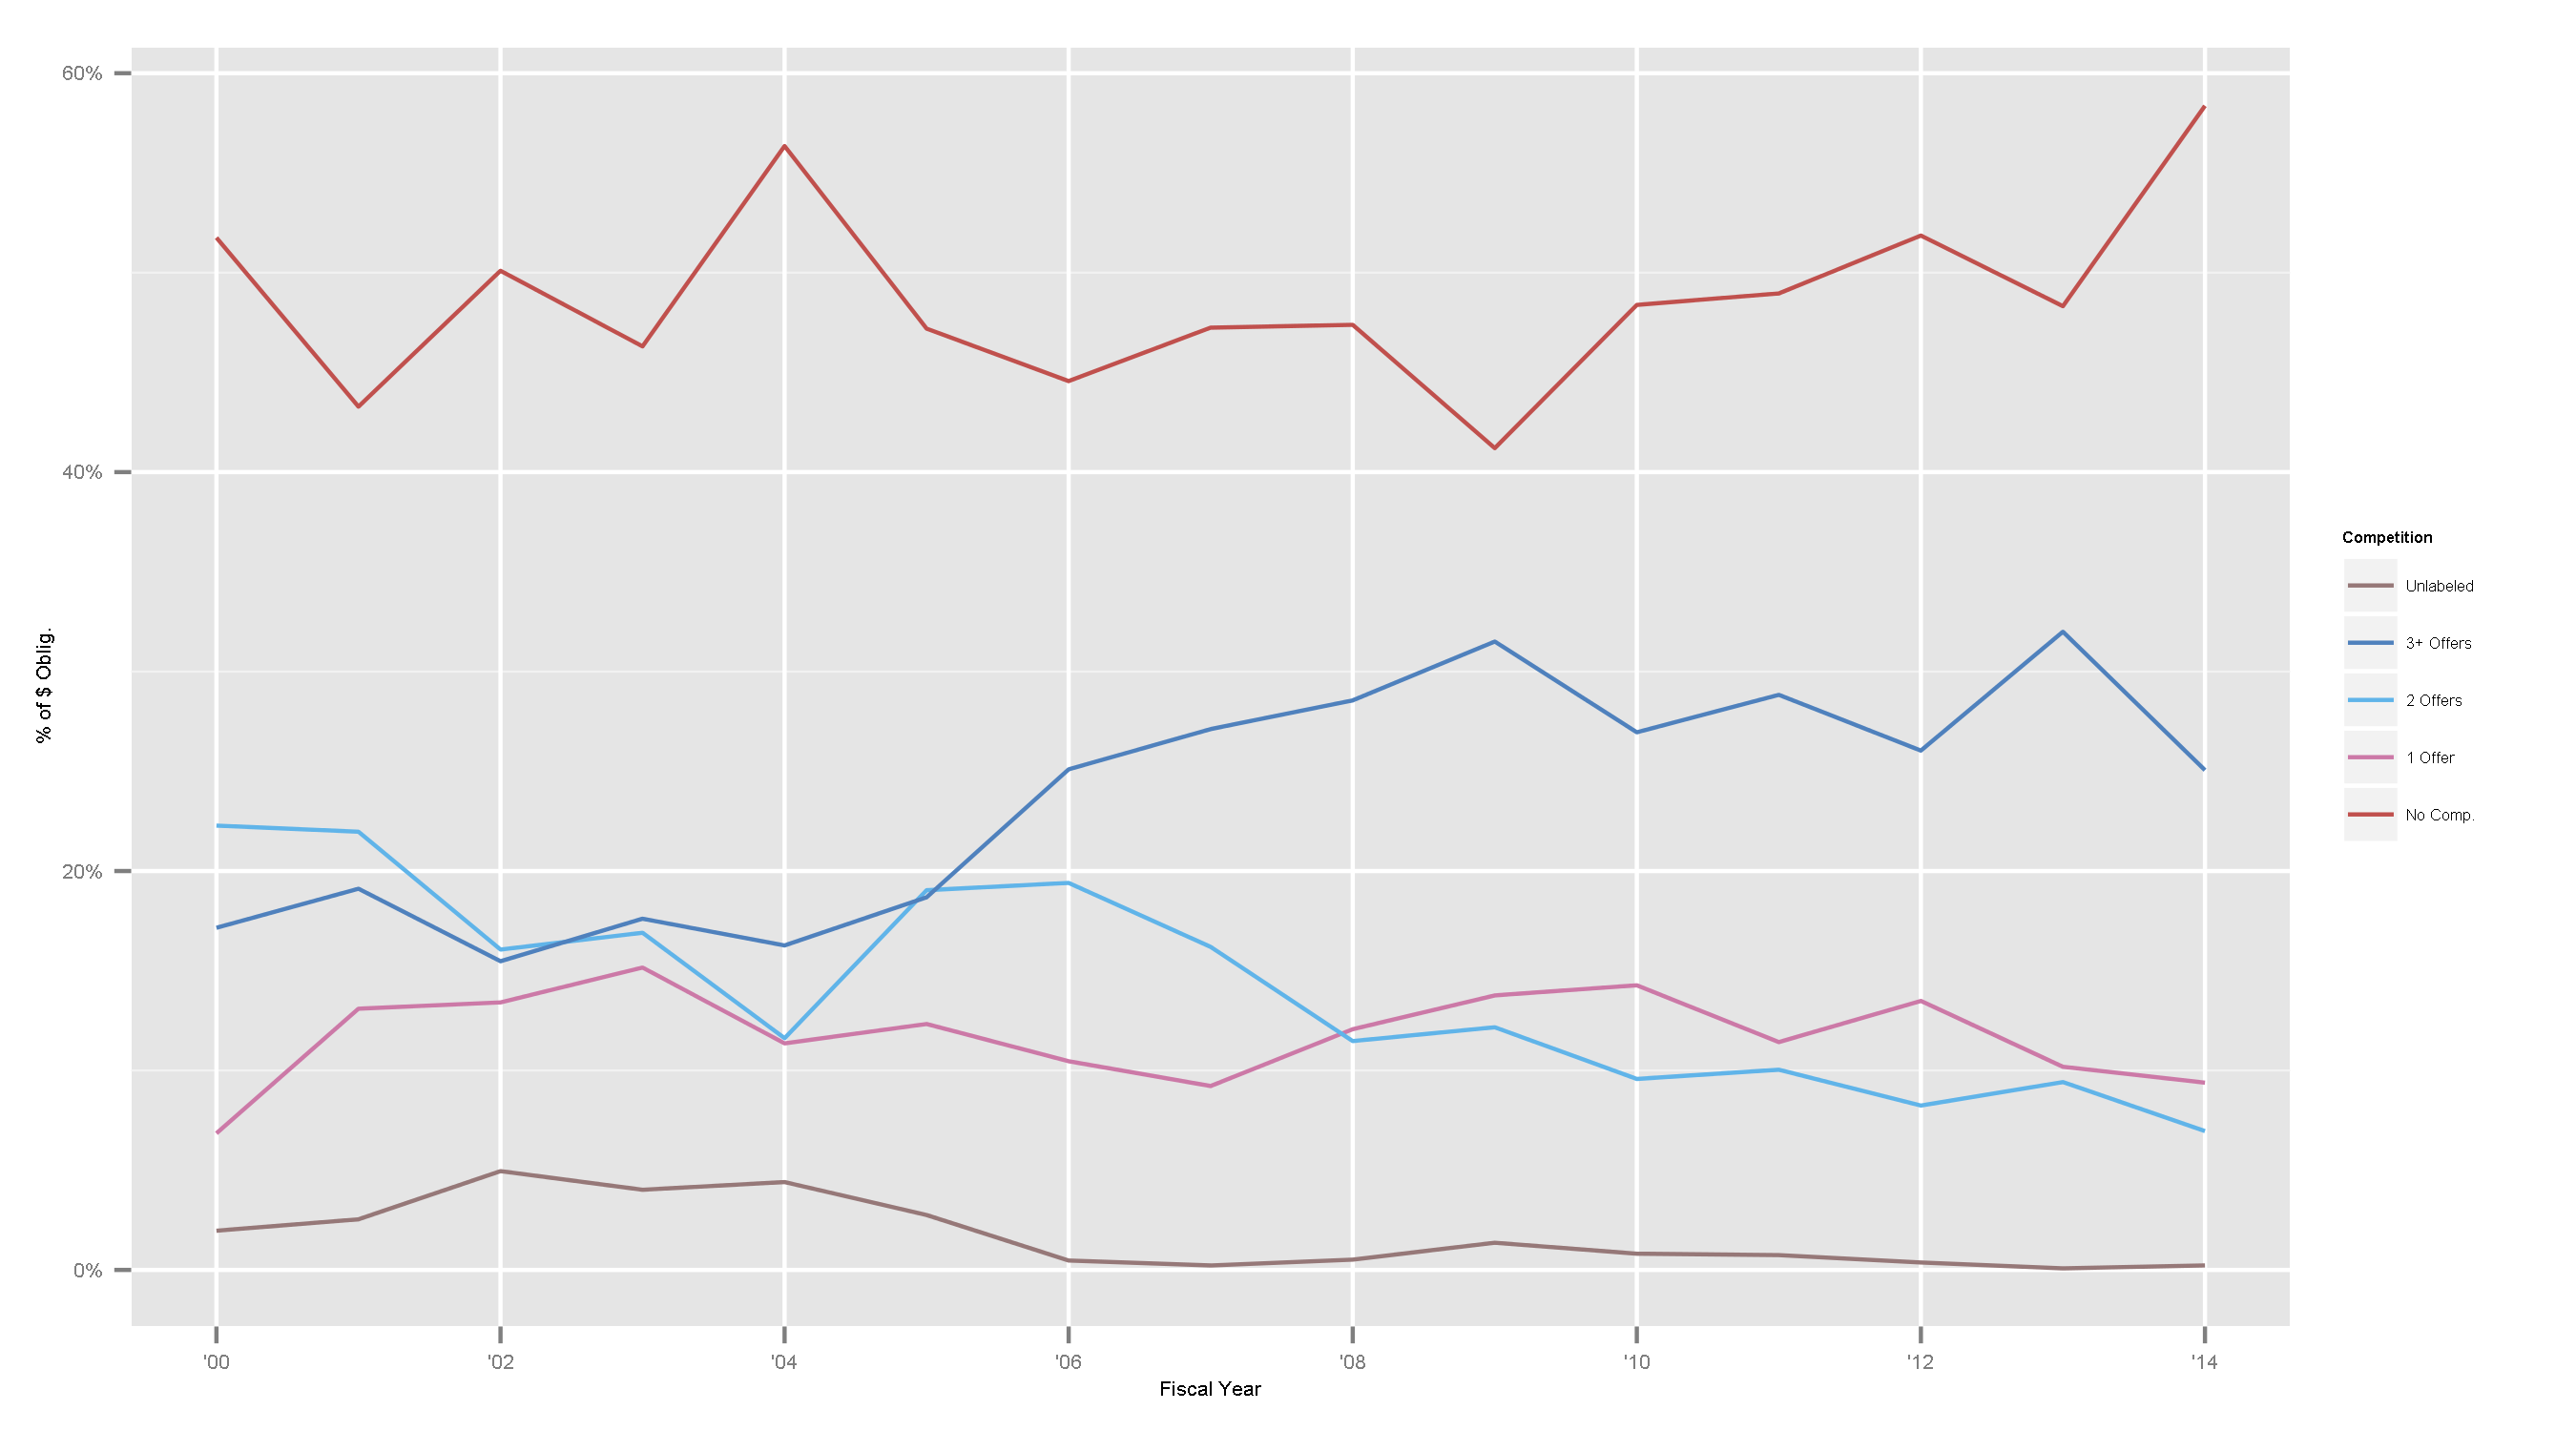 60%
40%
20%
0%
% of $ Oblig.
'00 '02 '04 '06 '08 '10 '12 '14
Fiscal Year
Competition
Unlabeled
3+ Offers
2 Offers
1 Offer
No Comp.